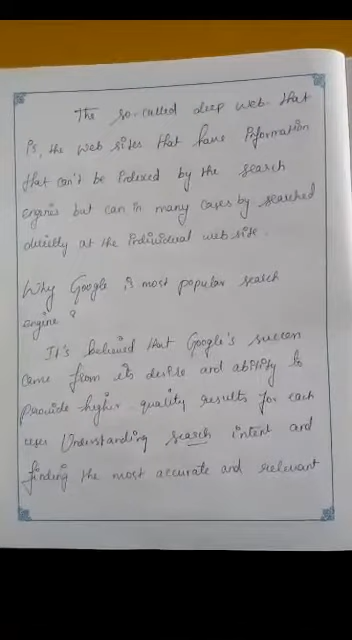 The so-called deep web that
is, the web sites that have Information
that can't be Indexed by the search
engines but can in many cases by searched
directly at the individual web site.
Why Google is most popular search
engine?
It's believed that Google's success
came from its desire and ability to
provide higher quality results for each
user Understanding search intent and
finding the most accurate and relevant